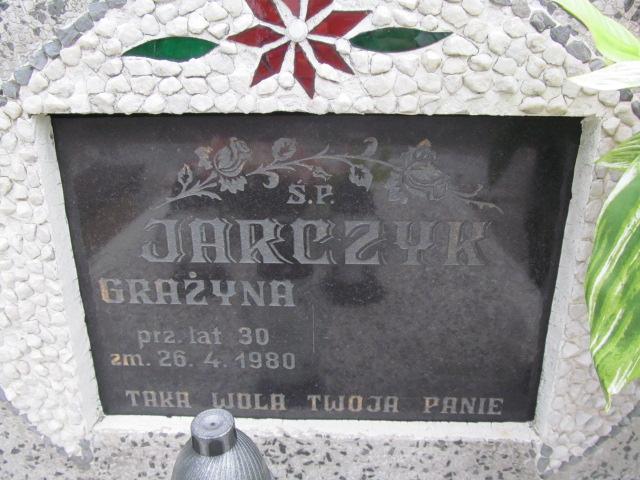 Ś.P.
JARCZYK
GRAŻYNA
prz. lat 30
zm. 26.4.1980
TAKA WOLA TWOJA PANIE